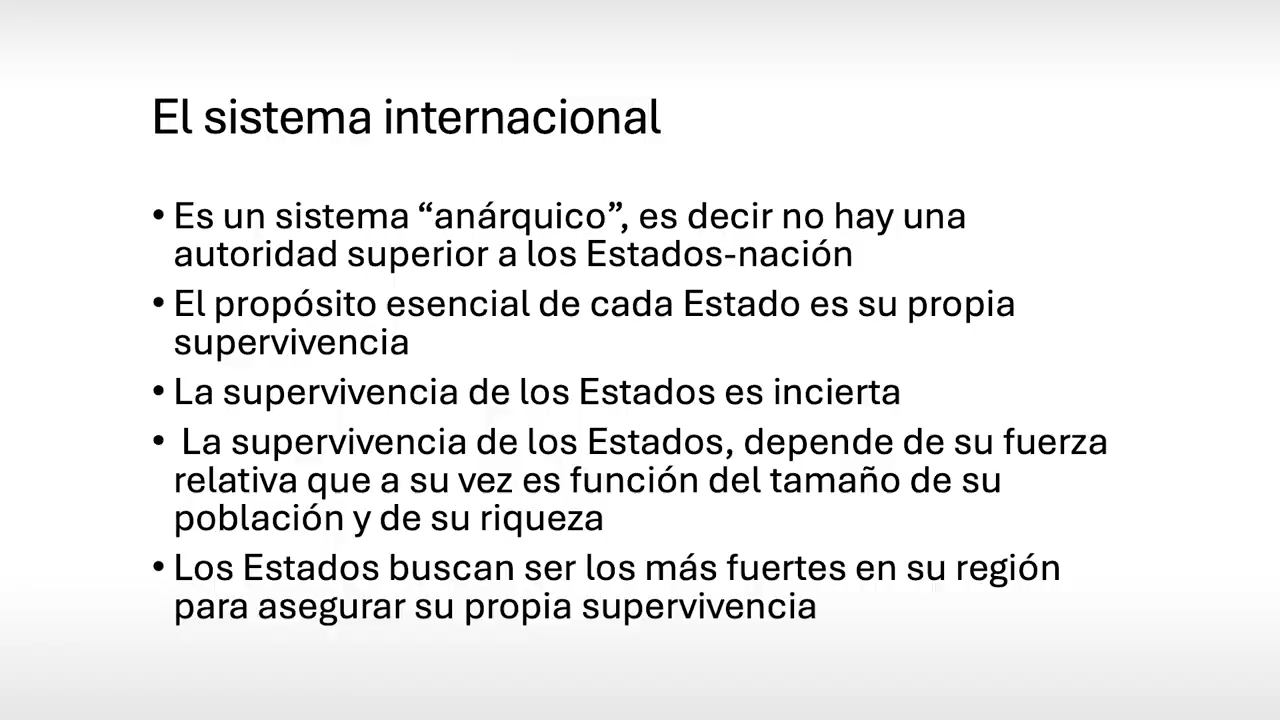 El sistema internacional
• Es un sistema “anárquico”, es decir no hay una
autoridad superior a los Estados-nación
• El propósito esencial de cada Estado es su propia
supervivencia
• La supervivencia de los Estados es incierta
• La supervivencia de los Estados, depende de su fuerza
relativa que a su vez es función del tamaño de su
población y de su riqueza
• Los Estados buscan ser los más fuertes en su región
para asegurar su propia supervivencia